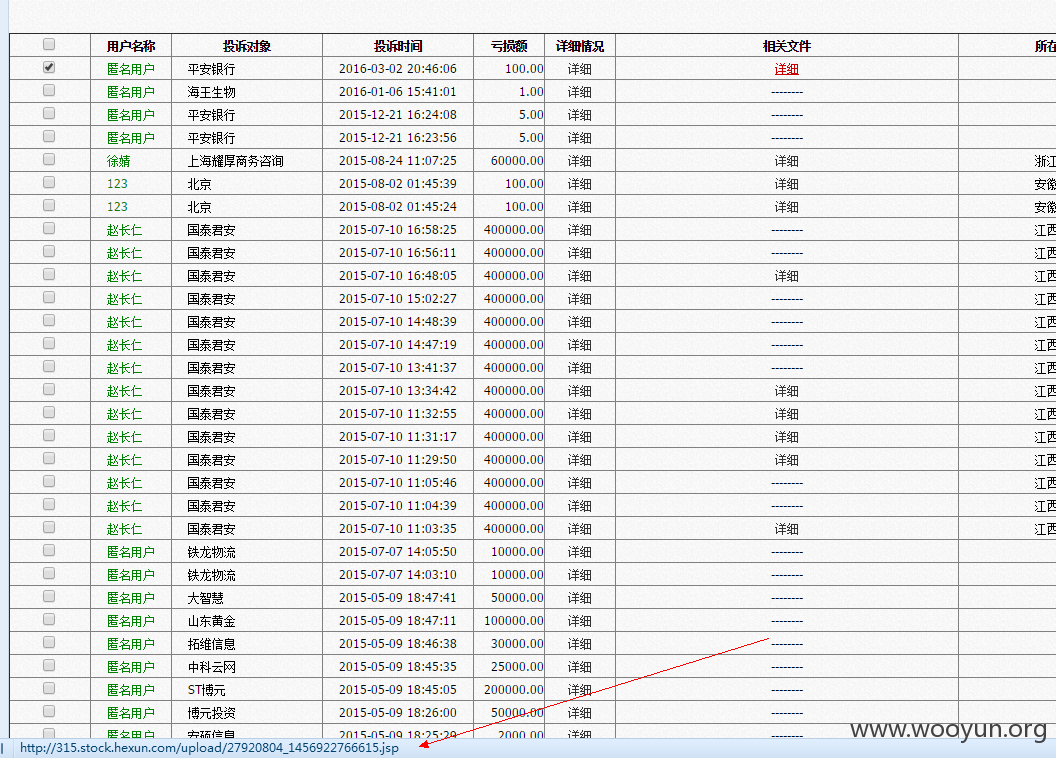 用户名称 投诉对象 投诉时间 亏损额 详细情况 相关文件 所在
匿名用户 平安银行 2016-03-02 20:46:06 100.00 详细 详细
匿名用户 海王生物 2016-01-06 15:41:01 1.00 详细 --------
匿名用户 平安银行 2015-12-21 16:24:08 5.00 详细 --------
匿名用户 平安银行 2015-12-21 16:23:56 5.00 详细 --------
徐婧 上海耀厚商务咨询 2015-08-24 11:07:25 60000.00 详细 详细 浙江
123 北京 2015-08-02 01:45:39 100.00 详细 详细 安徽
123 北京 2015-08-02 01:45:24 100.00 详细 详细 安徽
赵长仁 国泰君安 2015-07-10 16:58:25 400000.00 详细 -------- 江西
赵长仁 国泰君安 2015-07-10 16:56:11 400000.00 详细 -------- 江西
赵长仁 国泰君安 2015-07-10 16:48:05 400000.00 详细 详细 江西
赵长仁 国泰君安 2015-07-10 15:02:27 400000.00 详细 -------- 江西
赵长仁 国泰君安 2015-07-10 14:48:39 400000.00 详细 -------- 江西
赵长仁 国泰君安 2015-07-10 14:47:19 400000.00 详细 -------- 江西
赵长仁 国泰君安 2015-07-10 13:41:37 400000.00 详细 -------- 江西
赵长仁 国泰君安 2015-07-10 13:34:42 400000.00 详细 详细 江西
赵长仁 国泰君安 2015-07-10 11:32:55 400000.00 详细 详细 江西
赵长仁 国泰君安 2015-07-10 11:31:17 400000.00 详细 详细 江西
赵长仁 国泰君安 2015-07-10 11:29:50 400000.00 详细 详细 江西
赵长仁 国泰君安 2015-07-10 11:05:46 400000.00 详细 -------- 江西
赵长仁 国泰君安 2015-07-10 11:04:39 400000.00 详细 -------- 江西
赵长仁 国泰君安 2015-07-10 11:03:35 400000.00 详细 详细 江西
匿名用户 铁龙物流 2015-07-07 14:05:50 10000.00 详细 --------
匿名用户 铁龙物流 2015-07-07 14:03:10 10000.00 详细 --------
匿名用户 大智慧 2015-05-09 18:47:41 50000.00 详细 --------
匿名用户 山东黄金 2015-05-09 18:47:11 100000.00 详细 --------
匿名用户 拓维信息 2015-05-09 18:46:38 30000.00 详细 --------
匿名用户 中科云网 2015-05-09 18:45:35 25000.00 详细 --------
匿名用户 ST博元 2015-05-09 18:45:05 200000.00 详细 --------
匿名用户 博元投资 2015-05-09 18:26:00 50000.00 详细 --------
匿名用户 安硕信息 2015-05-09 18:25:29 2000.00 详细 --------
www.wooyun.org
http://315.stock.hexun.com/upload/27920804_1456922766615.jsp